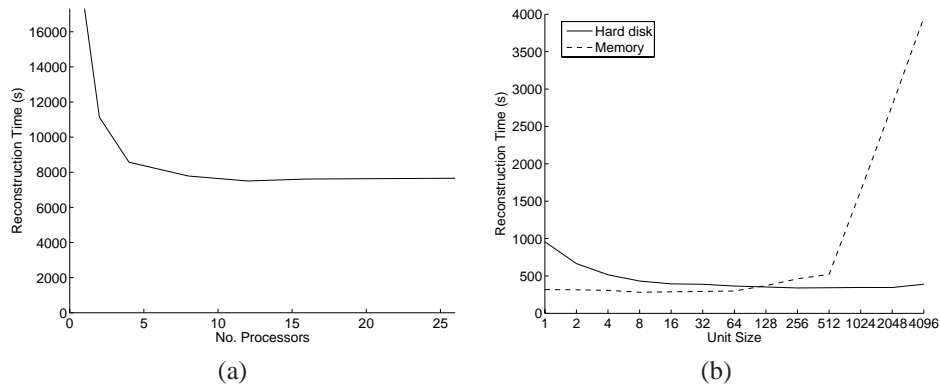 Reconstruction Time (s)
16000
14000
12000
10000
8000
6000
4000
2000
0
0 5 10 15 20 25
No. Processors
(a)
Reconstruction Time (s)
4000
3500
3000
2500
2000
1500
1000
500
0
Hard disk
Memory
1 2 4 8 16 32 64 128 256 512 1024 2048 4096
Unit Size
(b)